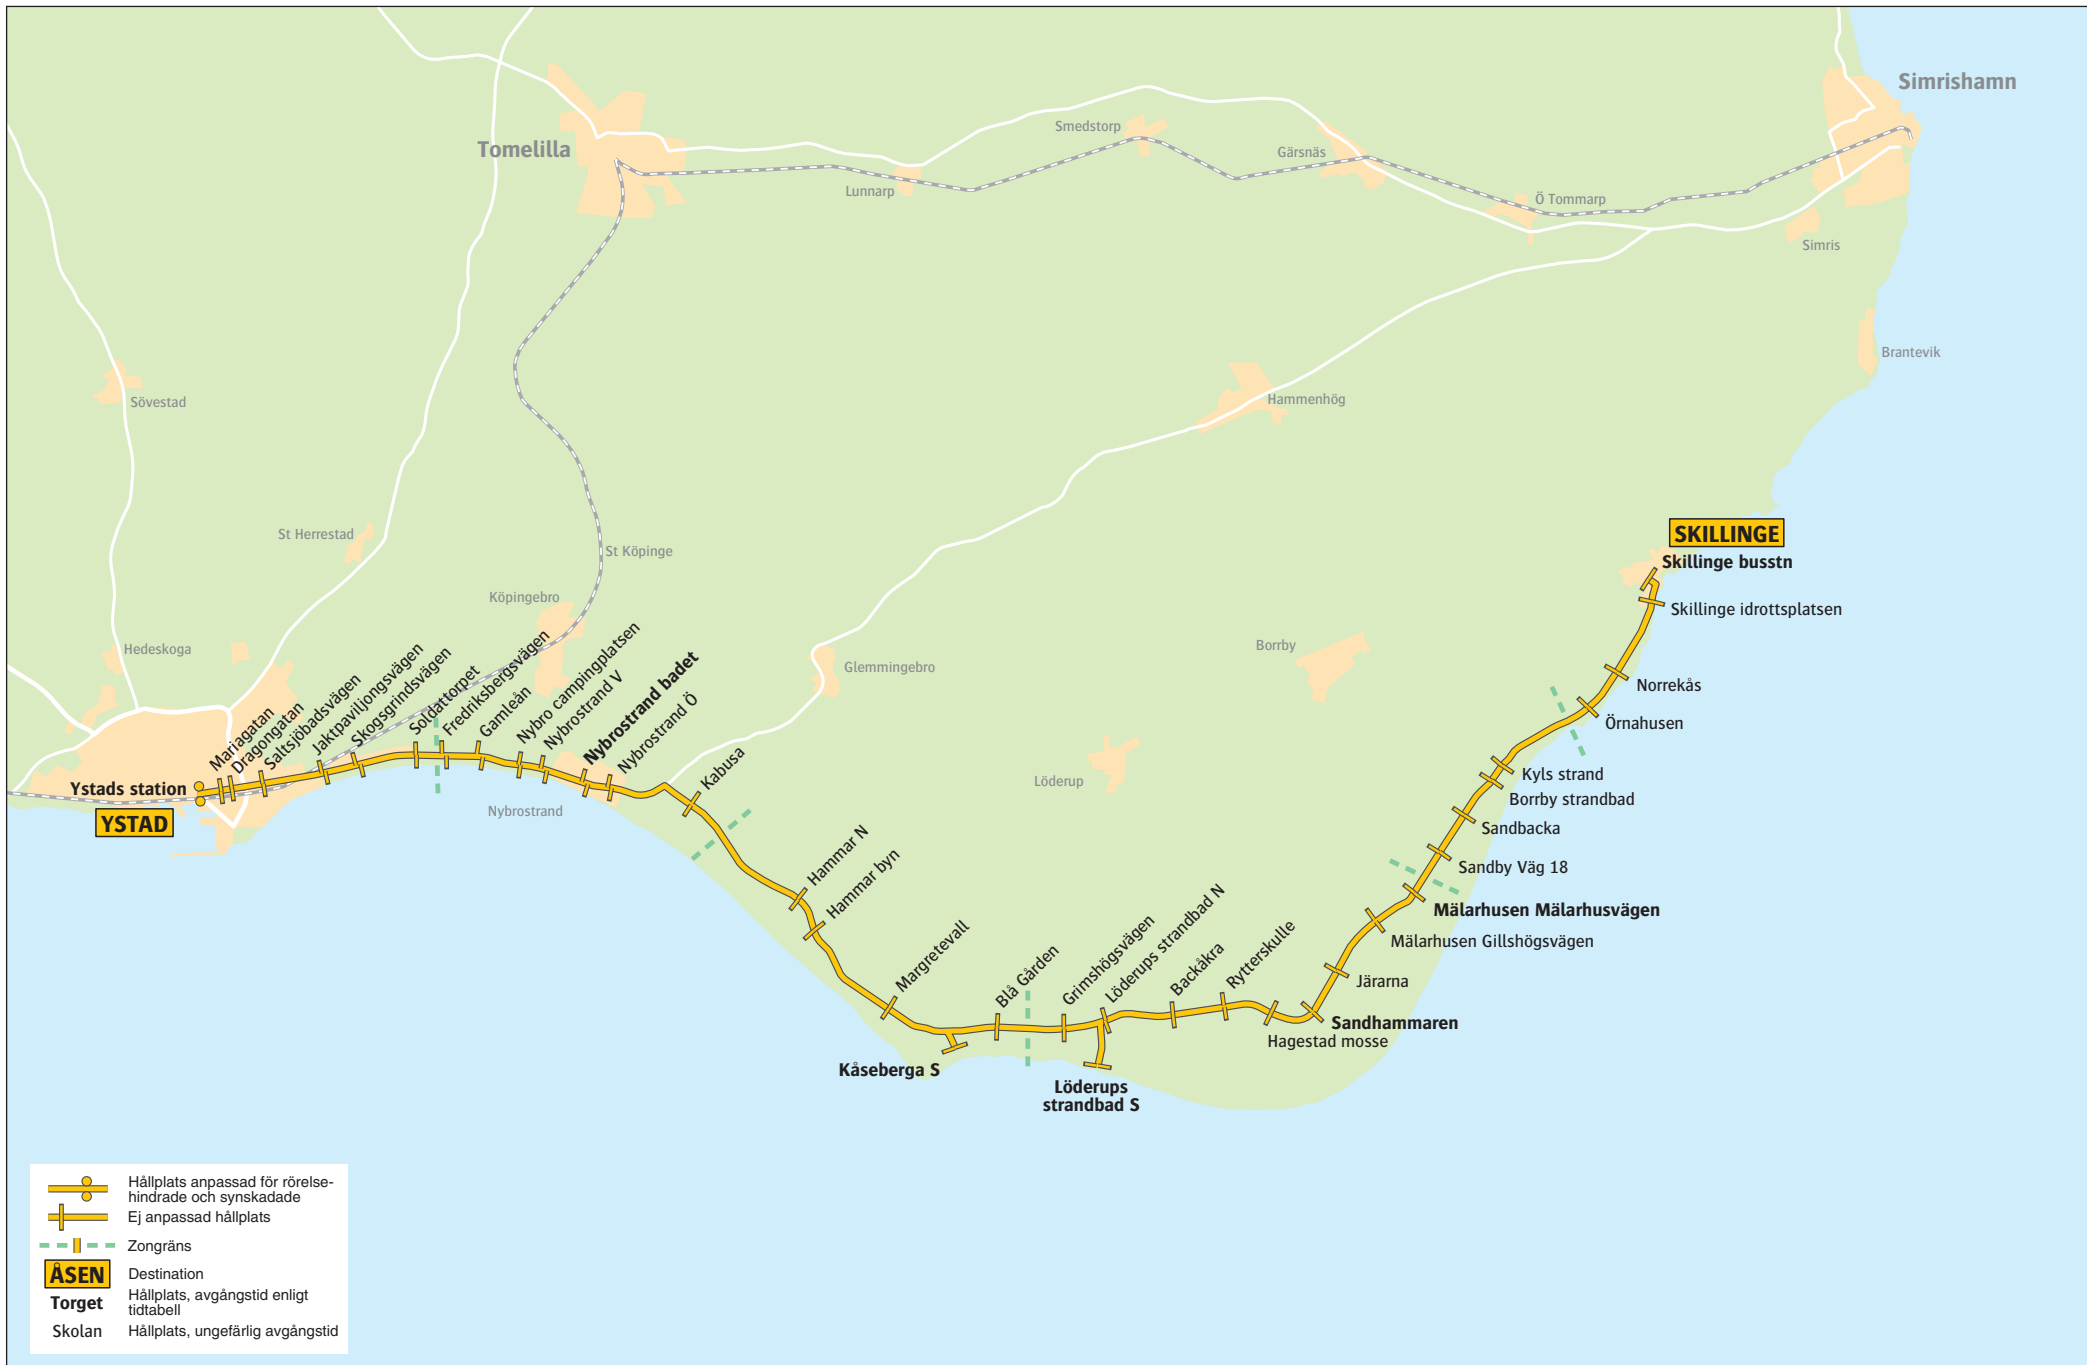 Simrishamn
Tomelilla
Smedstorp
Gärsnäs
Lunnarp
Ö Tommarp
Simris
Brantevik
Sövestad
Hammenhög
St Herrestad
St Köpinge
SKILLINGE
Skillinge busstn
Skillinge idrottsplatsen
Köpingebro
Hedeskoga
Glemmingebro
Borrby
Norrekås
Örnahusen
Löderup
Nybrostrand
Ystads station
YSTAD
Mariagatan
Dragongatan
Saltsjöbadsvägen
Jaktpaviljongsvägen
Skogsgrindsvägen
Soldattorpet
Fredriksbergsvägen
Gamleån
Nybro campingplatsen
Nybrostrand V
Nybrostrand badet
Nybrostrand Ö
Kabusa
Hammar N
Hammar byn
Margretevall
Kåseberga S
Blå Gården
Grimshögsvägen
Löderups strandbad N
Löderups
strandbad S
Backåkra
Rytterskulle
Hagestad mosse
Sandhammaren
Järarna
Mälarhusen Gillshögsvägen
Mälarhusen Mälarhusvägen
Sandby Väg 18
Sandbacka
Borrby strandbad
Kyls strand
Hållplats anpassad för rörelse-
hindrade och synskadade
Ej anpassad hållplats
Zongräns
ÅSEN Destination
Torget Hållplats, avgångstid enligt
tidtabell
Skolan Hållplats, ungefärlig avgångstid